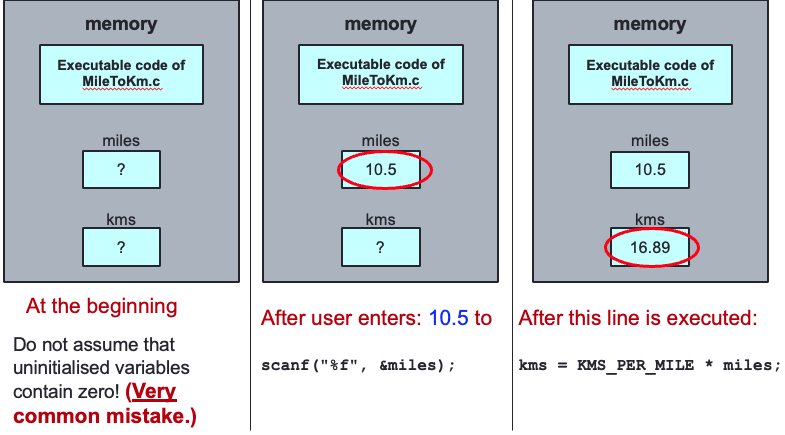 memory
Executable code of
MileToKm.c
miles
?
kms
?
At the beginning
Do not assume that
uninitialised variables
contain zero! (Very
common mistake.)
memory
Executable code of
MileToKm.c
miles
10.5
kms
?
After user enters: 10.5 to
scanf("%f", &miles);
memory
Executable code of
MileToKm.c
miles
10.5
kms
16.89
After this line is executed:
kms = KMS_PER_MILE * miles;